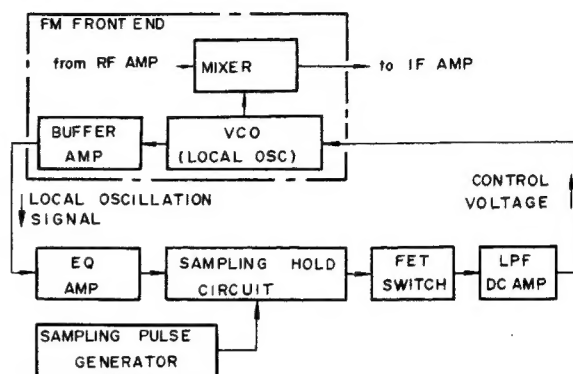 FM FRONT END
from RF AMP
MIXER
to IF AMP
BUFFER
AMP
VCO
(LOCAL OSC)
LOCAL OSCILLATION
SIGNAL
CONTROL
VOLTAGE
EQ
AMP
SAMPLING HOLD
CIRCUIT
FET
SWITCH
LPF
DC AMP
SAMPLING PULSE
GENERATOR